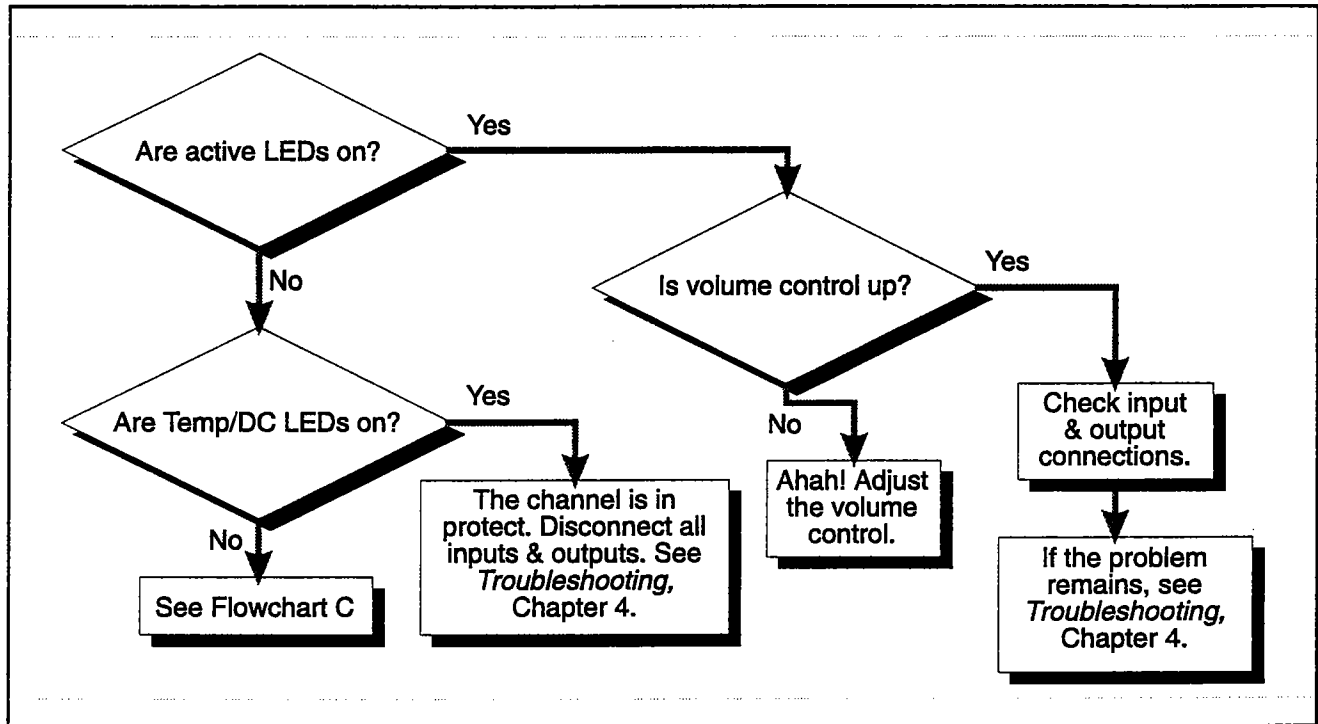 Are active LEDs on?
Yes
No
Is volume control up?
Yes
No
Are Temp/DC LEDs on?
Yes
No
Check input
& output
connections.
Ahah! Adjust
the volume
control.
The channel is in
protect. Disconnect all
inputs & outputs. See
Troubleshooting,
Chapter 4.
See Flowchart C
If the problem
remains, see
Troubleshooting,
Chapter 4.